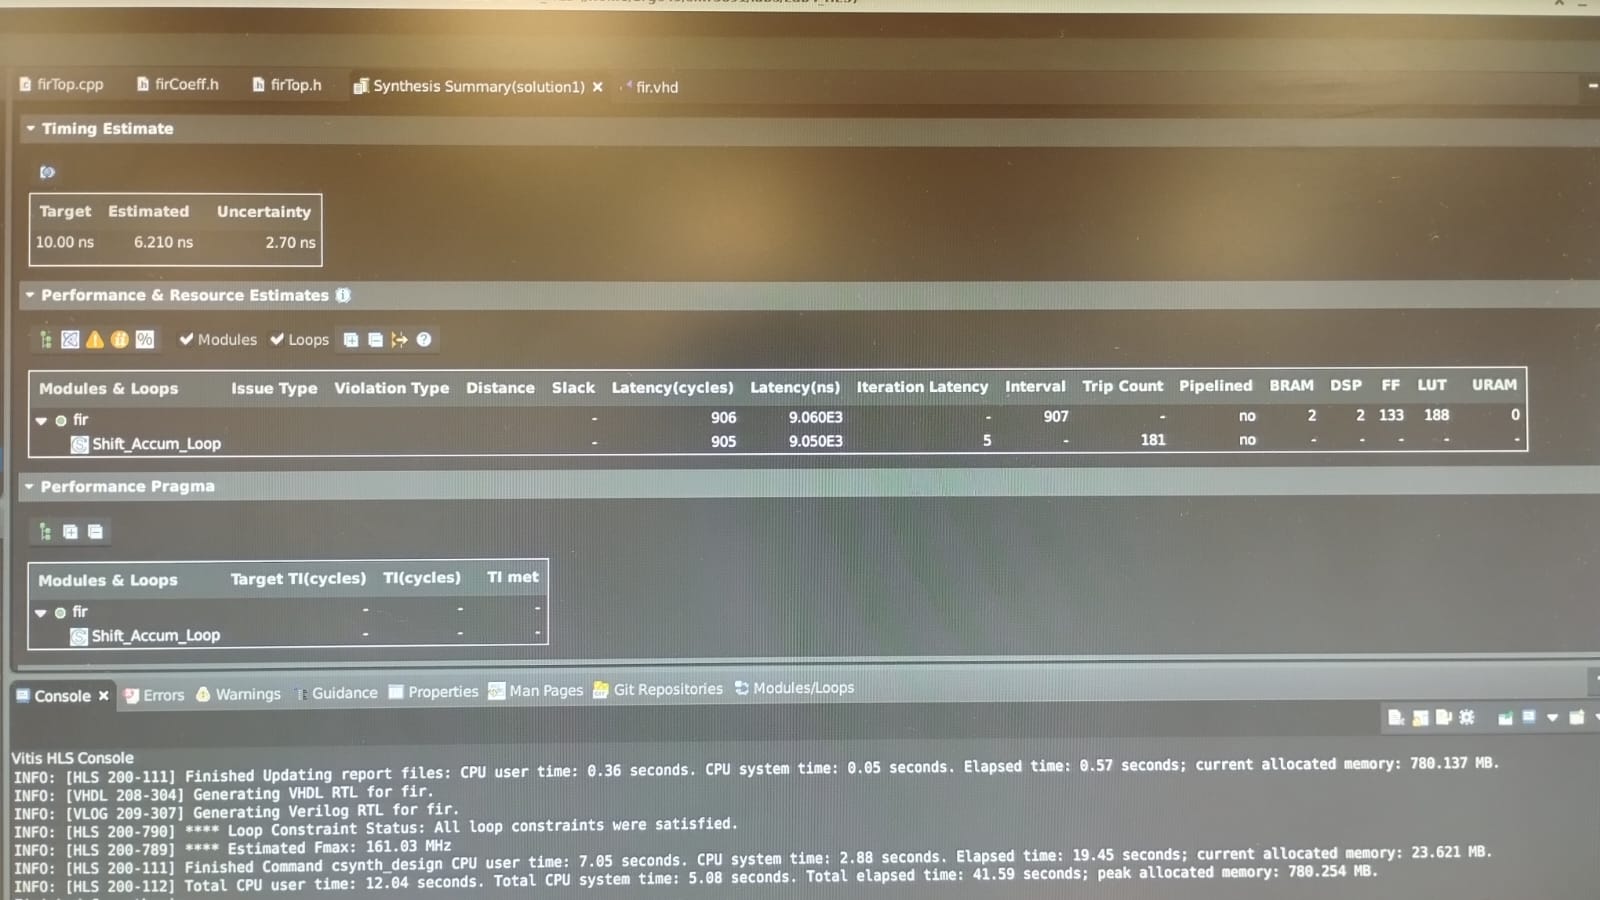 firTop.cpp firCoeff.h firTop.h Synthesis Summary(solution1) fir.vhd
Timing Estimate
Target Estimated Uncertainty
10.00 ns 6.210 ns 2.70 ns
Performance & Resource Estimates
% Modules Loops
Modules & Loops Issue Type Violation Type Distance Slack Latency(cycles) Latency(ns) Iteration Latency Interval Trip Count Pipelined BRAM DSP FF LUT URAM
fir - 906 9.060E3 - 907 - no 2 2 133 188 0
Shift_Accum_Loop - 905 9.050E3 5 - 181 no - - - - -
Performance Pragma
Modules & Loops Target TI(cycles) TI(cycles) TI met
fir - - -
Shift_Accum_Loop - - -
Console Errors Warnings Guidance Properties Man Pages Git Repositories Modules/Loops
Vitis HLS Console
INFO: [HLS 200-111] Finished Updating report files: CPU user time: 0.36 seconds. CPU system time: 0.05 seconds. Elapsed time: 0.57 seconds; current allocated memory: 780.137 MB.
INFO: [VHDL 208-304] Generating VHDL RTL for fir.
INFO: [VLOG 209-307] Generating Verilog RTL for fir.
INFO: [HLS 200-790] **** Loop Constraint Status: All loop constraints were satisfied.
INFO: [HLS 200-789] **** Estimated Fmax: 161.03 MHz
INFO: [HLS 200-111] Finished Command csynth_design CPU user time: 7.05 seconds. CPU system time: 2.88 seconds. Elapsed time: 19.45 seconds; current allocated memory: 23.621 MB.
INFO: [HLS 200-112] Total CPU user time: 12.04 seconds. Total CPU system time: 5.08 seconds. Total elapsed time: 41.59 seconds; peak allocated memory: 780.254 MB.